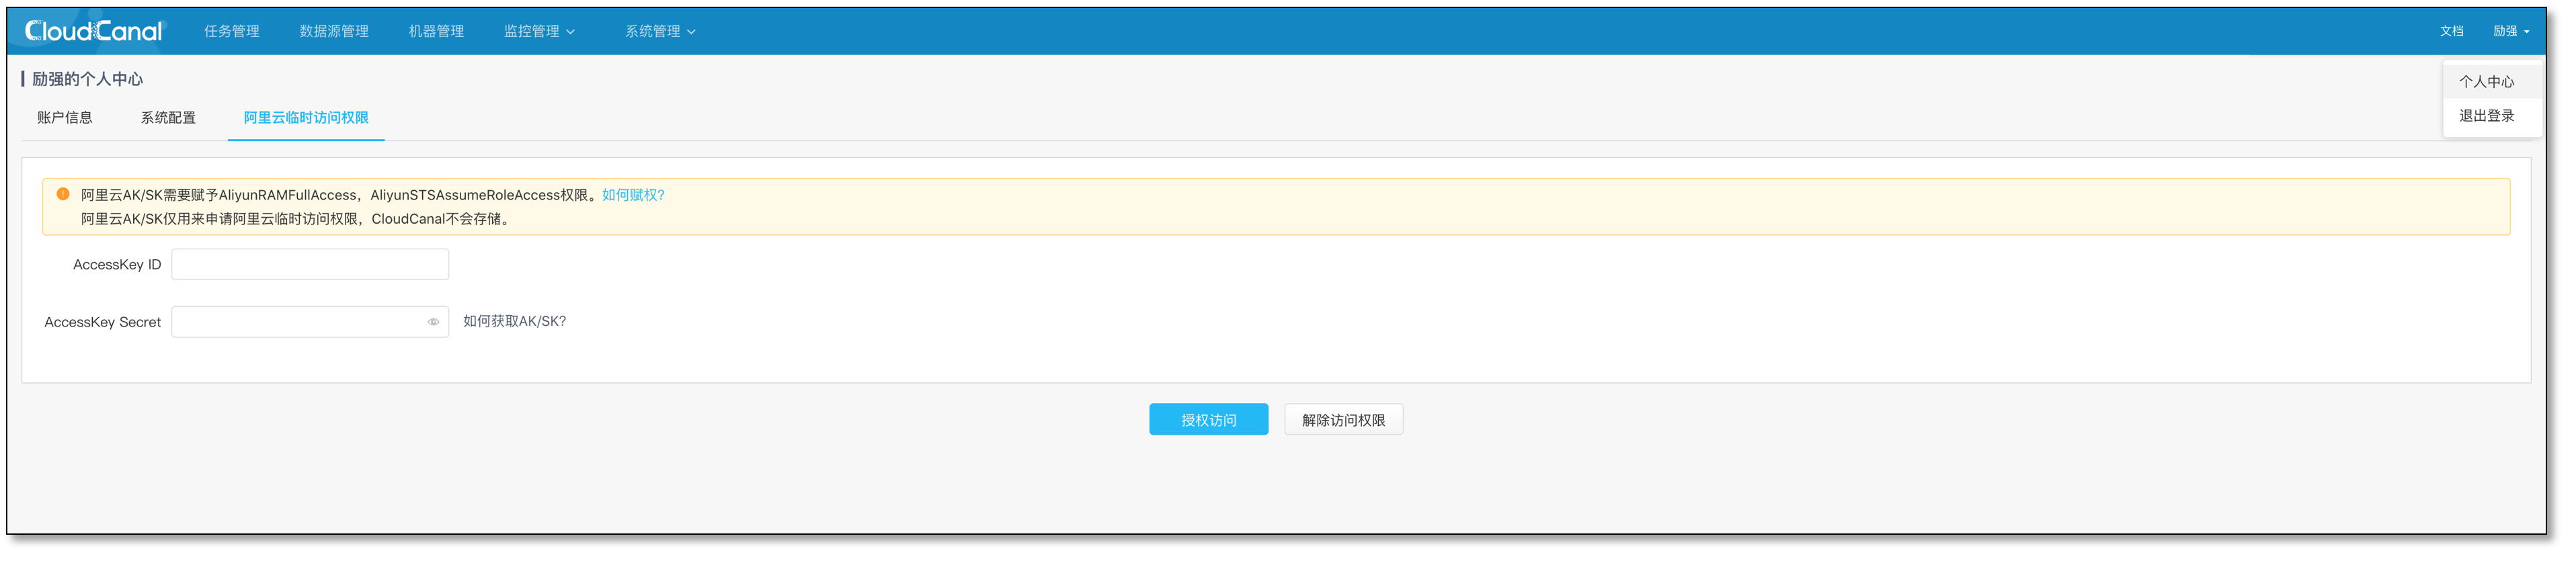 CloudCanal 任务管理 数据源管理 机器管理 监控管理 系统管理 文档 励强
励强的个人中心
个人中心
退出登录
账户信息 系统配置 阿里云临时访问权限
阿里云AK/SK需要赋予AliyunRAMFullAccess，AliyunSTSAssumeRoleAccess权限。如何赋权?
阿里云AK/SK仅用来申请阿里云临时访问权限，CloudCanal不会存储。
AccessKey ID
AccessKey Secret 如何获取AK/SK?
授权访问 解除访问权限